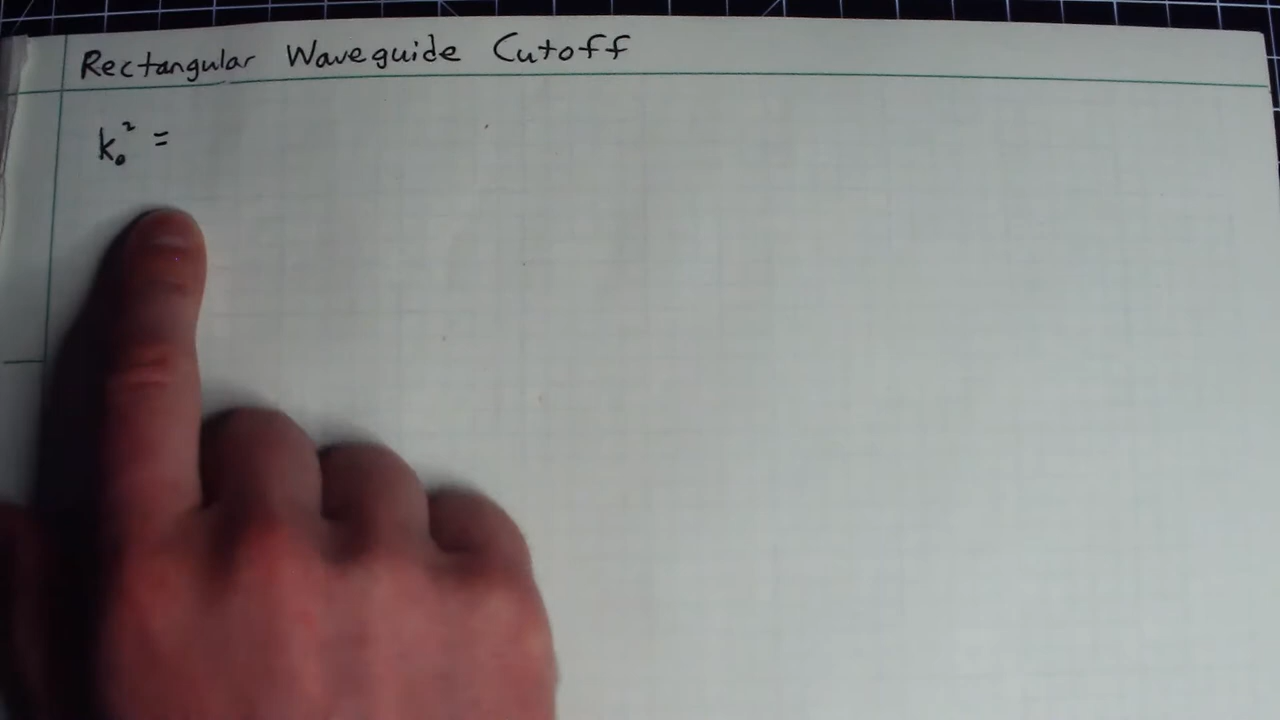 Rectangular Waveguide Cutoff
k₀² =